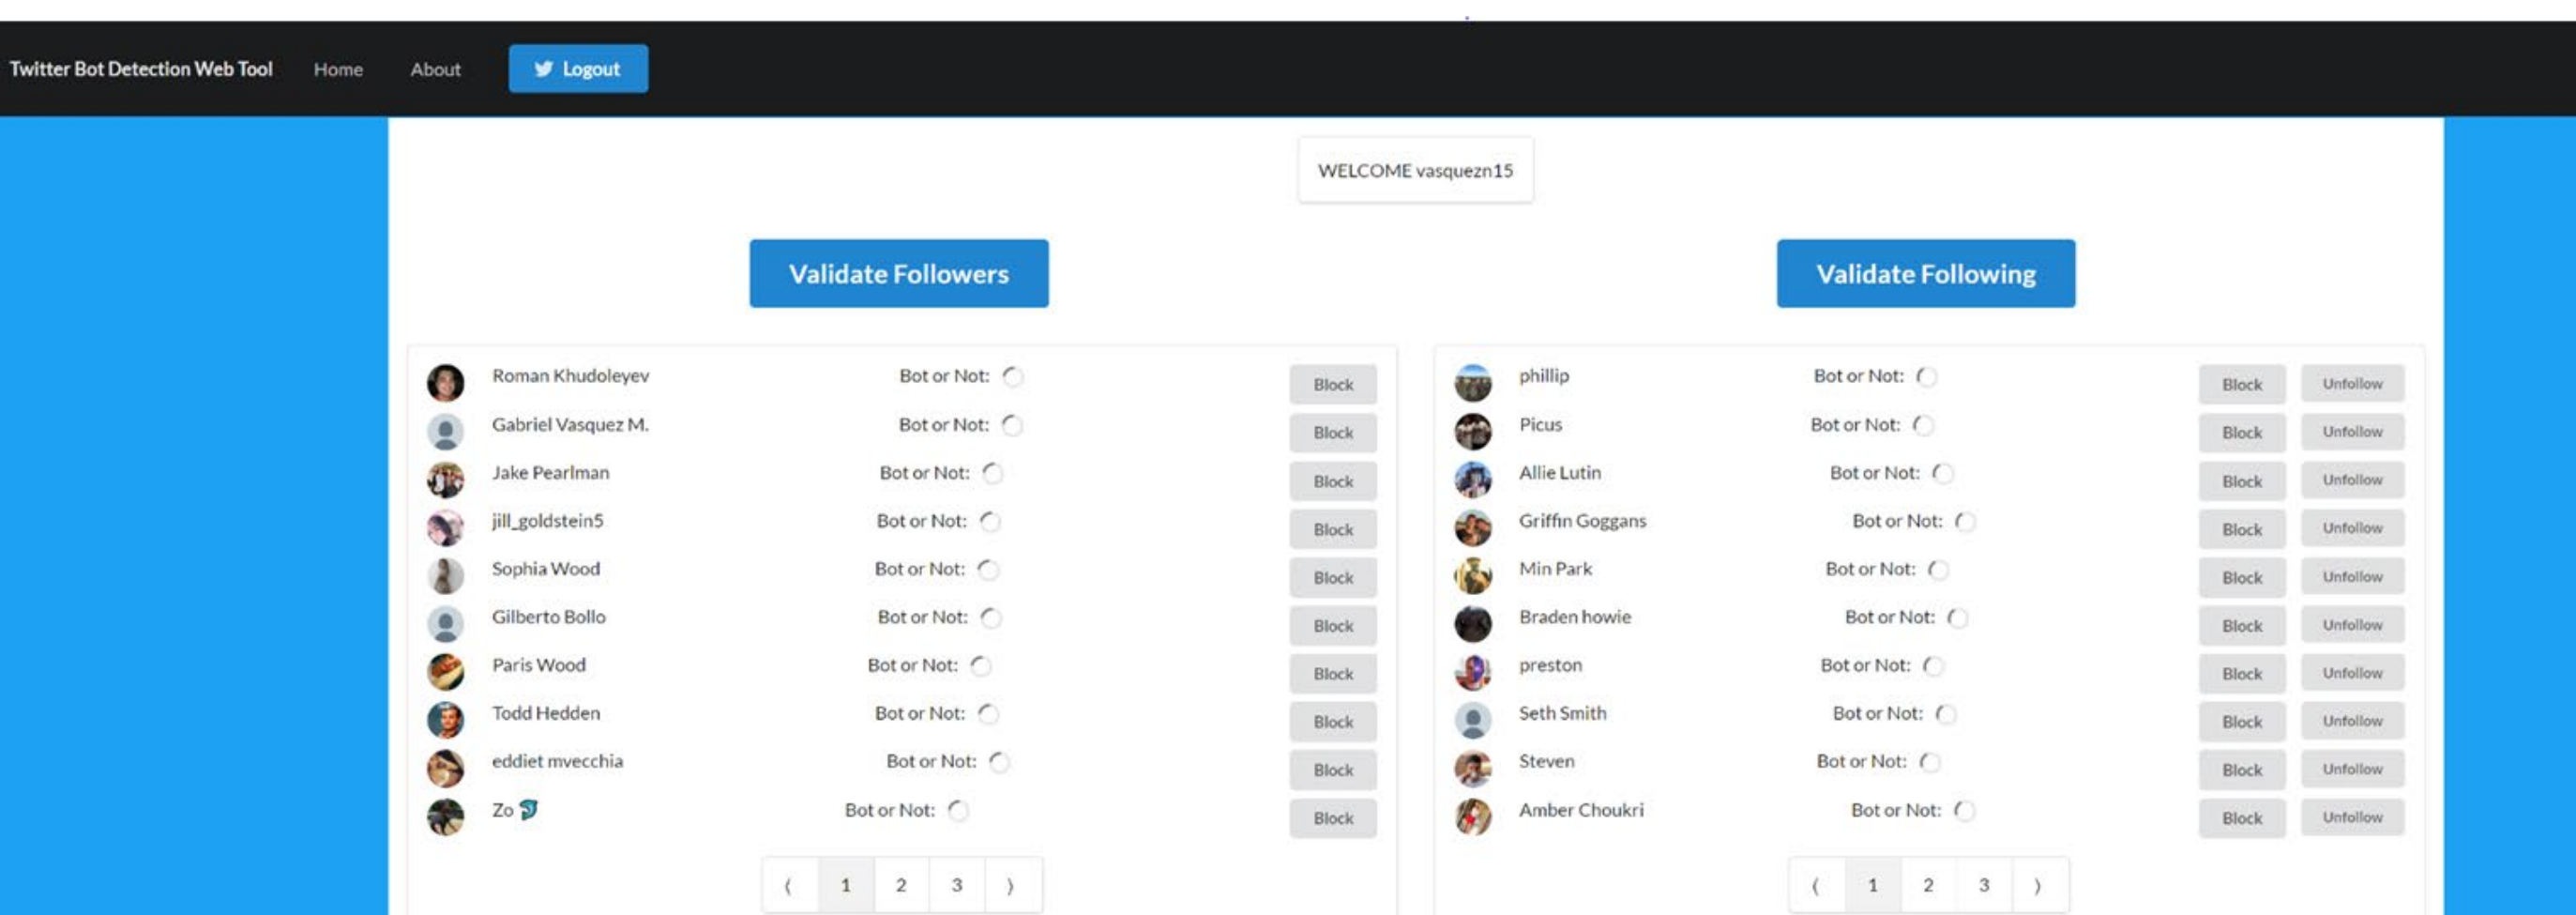 Twitter Bot Detection Web Tool Home About Logout
WELCOME vasquezn15
Validate Followers
Roman Khudoleyev Bot or Not: Block
Gabriel Vasquez M. Bot or Not: Block
Jake Pearlman Bot or Not: Block
jill_goldstein5 Bot or Not: Block
Sophia Wood Bot or Not: Block
Gilberto Bollo Bot or Not: Block
Paris Wood Bot or Not: Block
Todd Hedden Bot or Not: Block
eddiet mvecchia Bot or Not: Block
Zo Bot or Not: Block
⟨ 1 2 3 ⟩
Validate Following
phillip Bot or Not: Block Unfollow
Picus Bot or Not: Block Unfollow
Allie Lutin Bot or Not: Block Unfollow
Griffin Goggans Bot or Not: Block Unfollow
Min Park Bot or Not: Block Unfollow
Braden howie Bot or Not: Block Unfollow
preston Bot or Not: Block Unfollow
Seth Smith Bot or Not: Block Unfollow
Steven Bot or Not: Block Unfollow
Amber Choukri Bot or Not: Block Unfollow
⟨ 1 2 3 ⟩